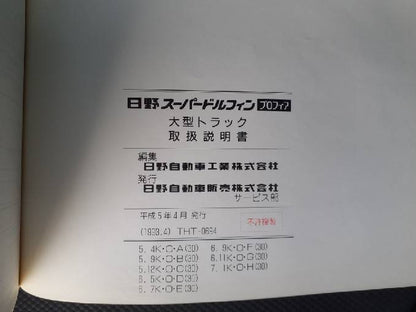 日野スーパードルフィン プロフィア
大型トラック
取扱説明書
編集
日野自動車工業株式会社
発行
日野自動車販売株式会社
サービス部
平成5年4月 発行
(1993.4) THT-0694
不許複製
5. 4K・O・A(30) 6. 9K・O・F(30)
5. 9K・O・B(30) 6.11K・O・G(30)
5.12K・O・C(30) 7. 1K・O・H(30)
6. 5K・O・D(30)
6. 7K・O・E(30)